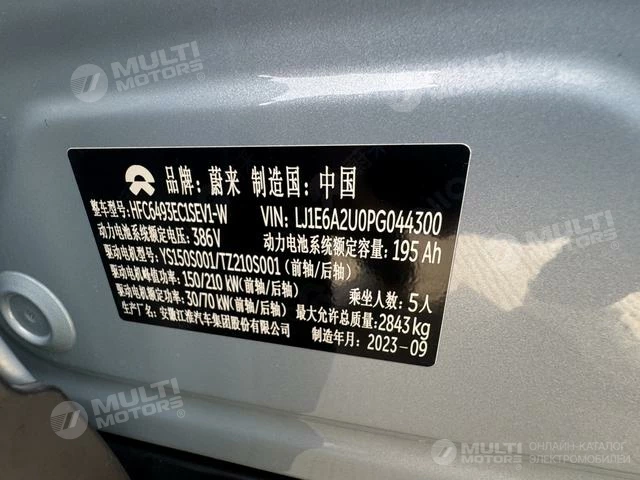 MULTI
MOTORS®
品牌: 蔚来 制造国: 中国
整车型号: HFC6493EC1SEV1-W VIN: LJ1E6A2U0PG044300
动力电池系统额定电压: 386V 动力电池系统额定容量: 195 Ah
驱动电机型号: YS150S001/TZ210S001 (前轴/后轴)
驱动电机峰值功率: 150/210 kW(前轴/后轴) 乘坐人数: 5人
驱动电机额定功率: 30/70 kW(前轴/后轴) 最大允许总质量: 2843kg
生产厂名: 安徽江淮汽车集团股份有限公司 制造年月: 2023-09
MULTI
MOTORS®
MULTI
MOTORS®
ОНЛАЙН-КАТАЛОГ
ЭЛЕКТРОМОБИЛЕЙ